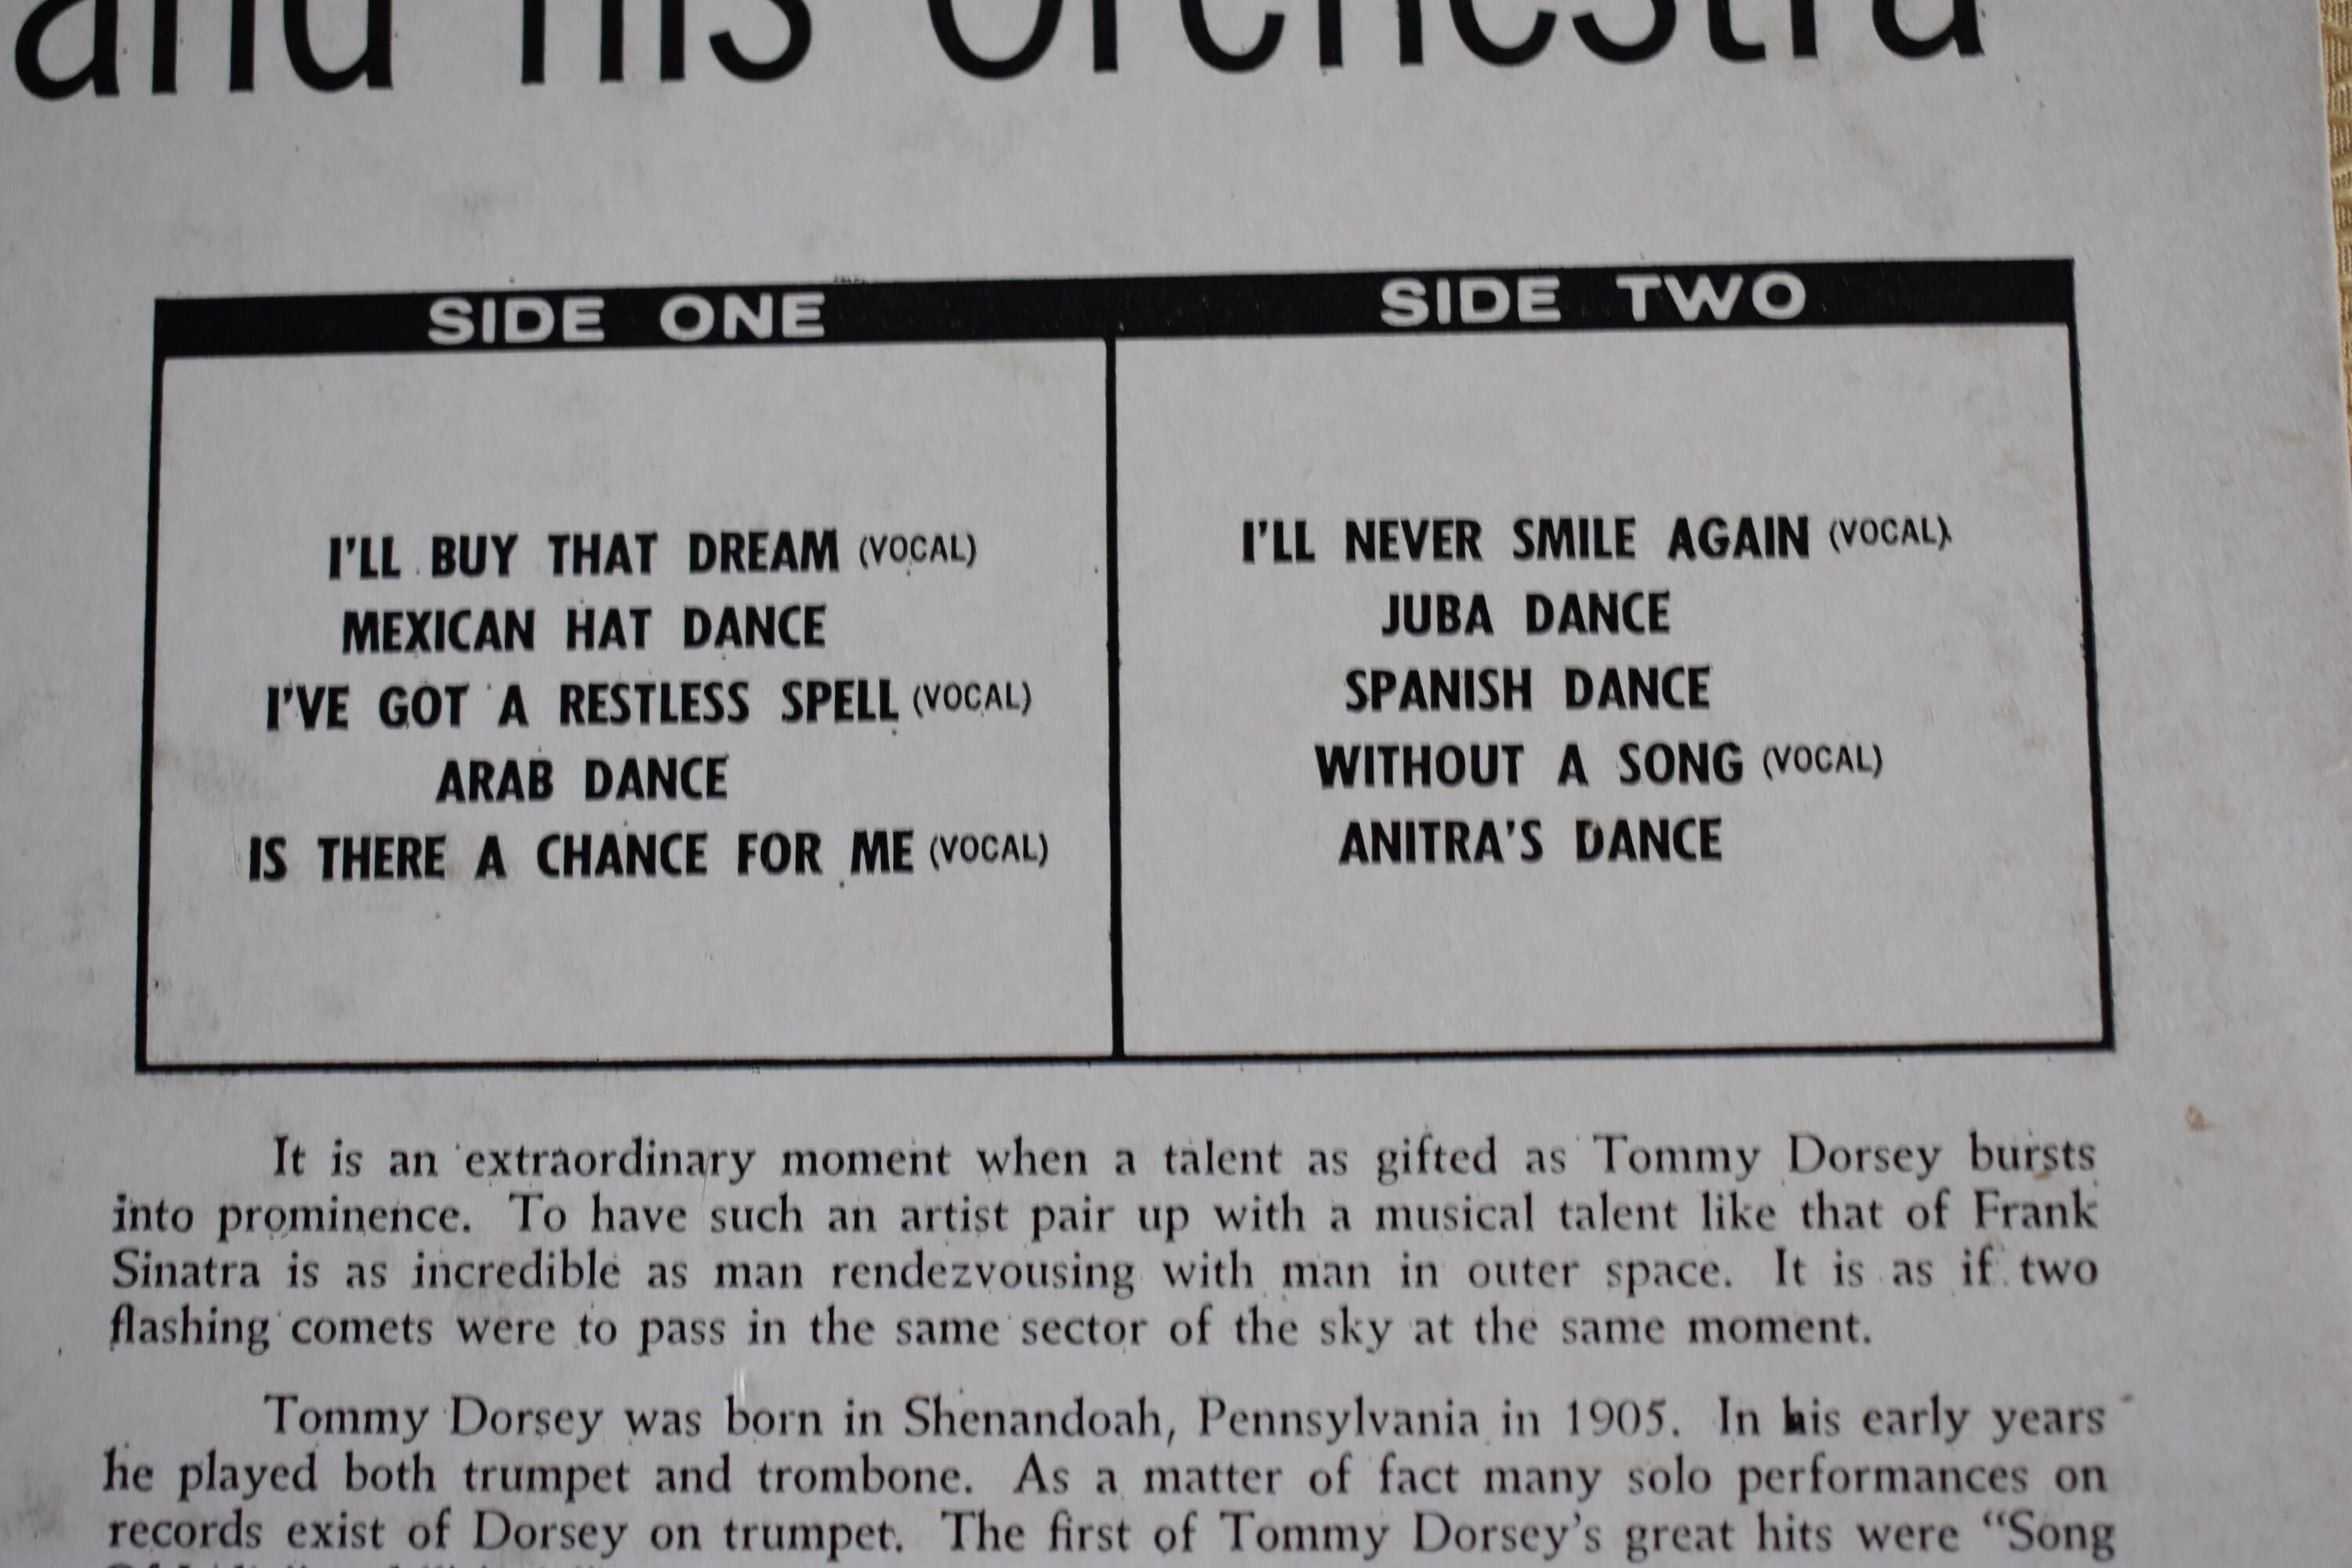 and his Orchestra
SIDE ONE
I'LL BUY THAT DREAM (VOCAL)
MEXICAN HAT DANCE
I'VE GOT A RESTLESS SPELL (VOCAL)
ARAB DANCE
IS THERE A CHANCE FOR ME (VOCAL)
SIDE TWO
I'LL NEVER SMILE AGAIN (VOCAL)
JUBA DANCE
SPANISH DANCE
WITHOUT A SONG (VOCAL)
ANITRA'S DANCE
It is an extraordinary moment when a talent as gifted as Tommy Dorsey bursts
into prominence. To have such an artist pair up with a musical talent like that of Frank
Sinatra is as incredible as man rendezvousing with man in outer space. It is as if two
flashing comets were to pass in the same sector of the sky at the same moment.
Tommy Dorsey was born in Shenandoah, Pennsylvania in 1905. In his early years
he played both trumpet and trombone. As a matter of fact many solo performances on
records exist of Dorsey on trumpet. The first of Tommy Dorsey's great hits were "Song